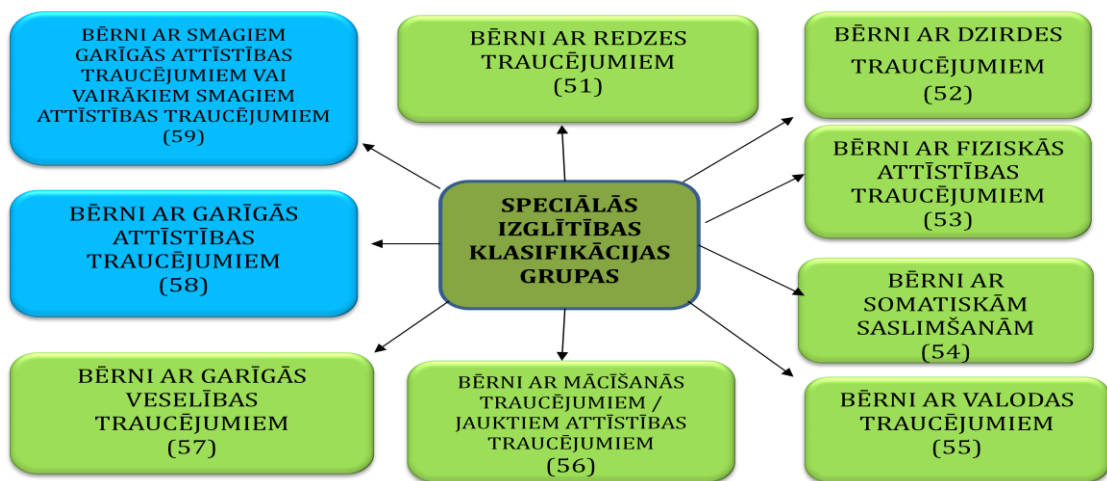 BĒRNI AR SMAGIEM
GARĪGĀS ATTĪSTĪBAS
TRAUCĒJUMIEM VAI
VAIRĀKIEM SMAGIEM
ATTĪSTĪBAS TRAUCĒJUMIEM
(59)
BĒRNI AR REDZES
TRAUCĒJUMIEM
(51)
BĒRNI AR DZIRDES
TRAUCĒJUMIEM
(52)
BĒRNI AR FIZISKĀS
ATTĪSTĪBAS
TRAUCĒJUMIEM
(53)
BĒRNI AR GARĪGĀS
ATTĪSTĪBAS
TRAUCĒJUMIEM
(58)
SPECIĀLĀS
IZGLĪTĪBAS
KLASIFIKĀCIJAS
GRUPAS
BĒRNI AR
SOMATISKĀM
SASLIMŠANĀM
(54)
BĒRNI AR GARĪGĀS
VESELĪBAS
TRAUCĒJUMIEM
(57)
BĒRNI AR MĀCĪŠANĀS
TRAUCĒJUMIEM /
JAUKTIEM ATTĪSTĪBAS
TRAUCĒJUMIEM
(56)
BĒRNI AR VALODAS
TRAUCĒJUMIEM
(55)